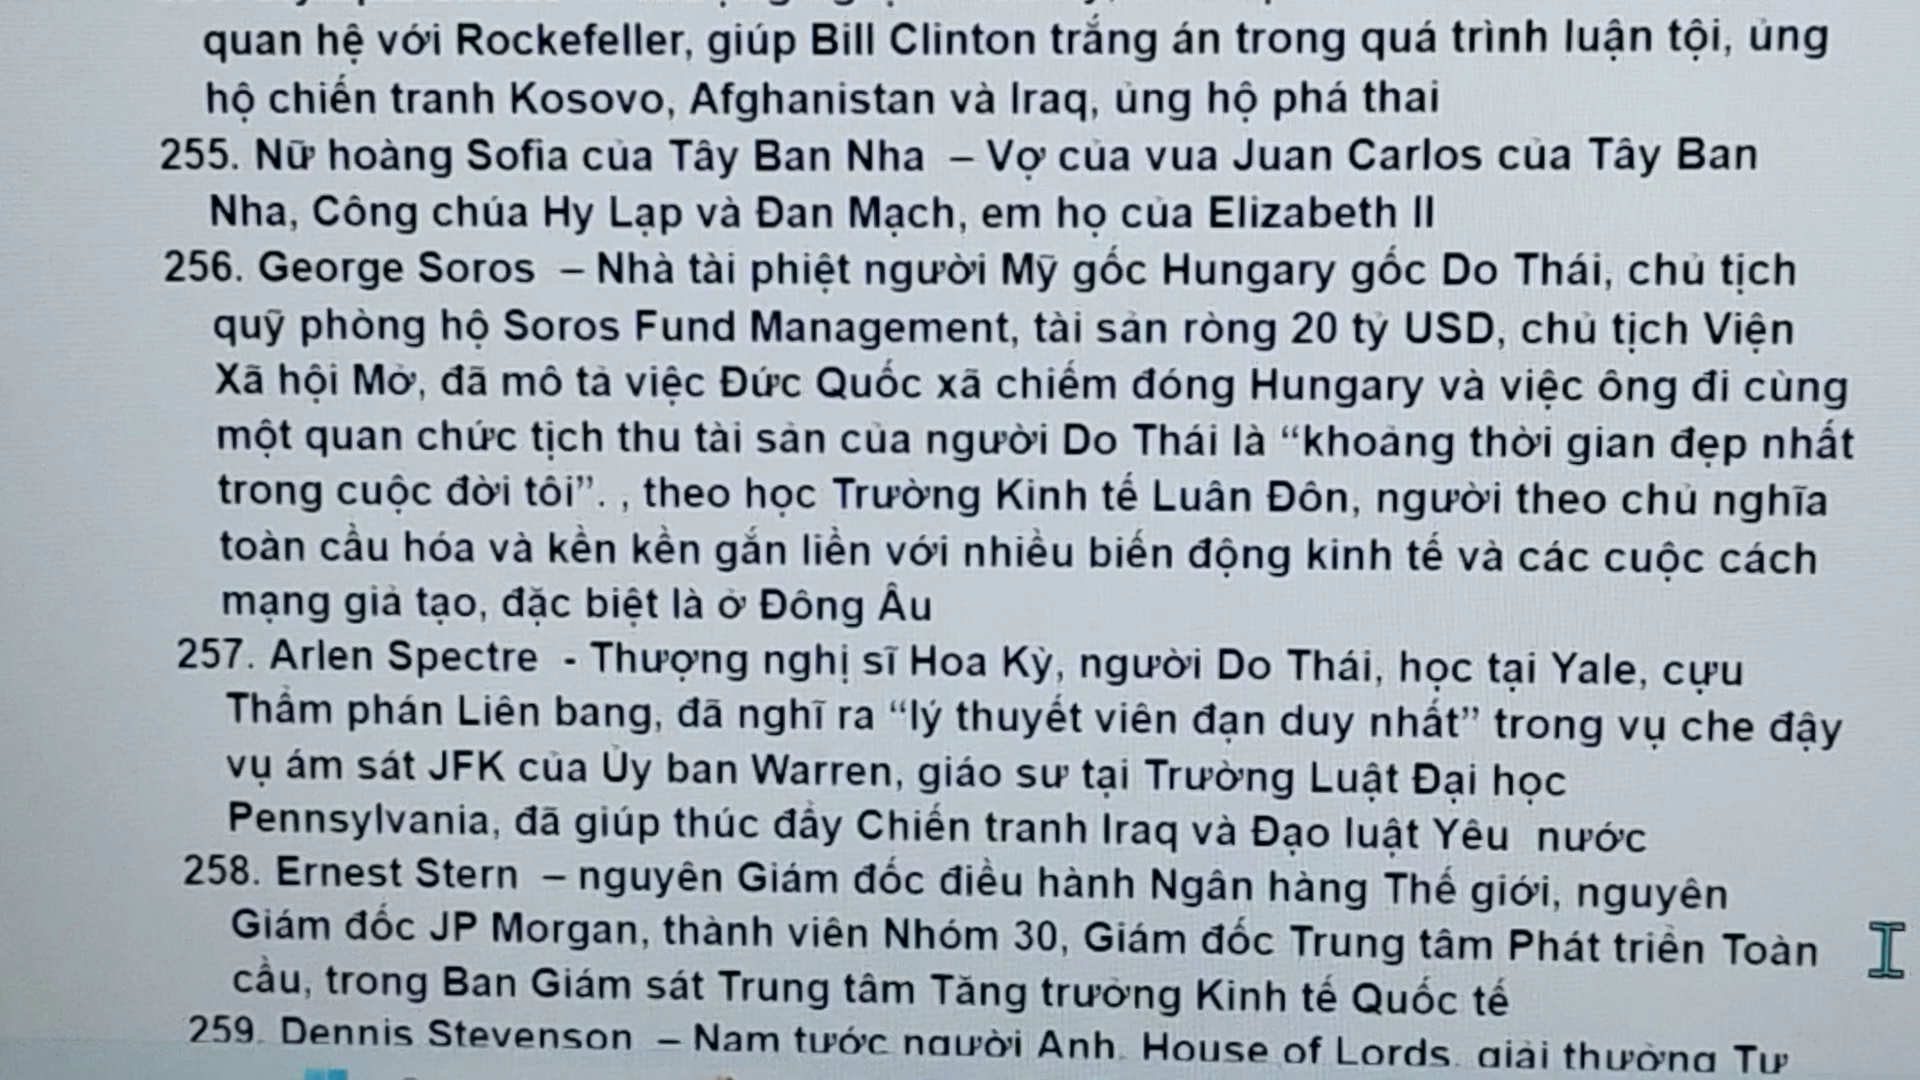 quan hệ với Rockefeller, giúp Bill Clinton trắng án trong quá trình luận tội, ủng
hộ chiến tranh Kosovo, Afghanistan và Iraq, ủng hộ phá thai
255. Nữ hoàng Sofia của Tây Ban Nha – Vợ của vua Juan Carlos của Tây Ban
Nha, Công chúa Hy Lạp và Đan Mạch, em họ của Elizabeth II
256. George Soros – Nhà tài phiệt người Mỹ gốc Hungary gốc Do Thái, chủ tịch
quỹ phòng hộ Soros Fund Management, tài sản ròng 20 tỷ USD, chủ tịch Viện
Xã hội Mở, đã mô tả việc Đức Quốc xã chiếm đóng Hungary và việc ông đi cùng
một quan chức tịch thu tài sản của người Do Thái là “khoảng thời gian đẹp nhất
trong cuộc đời tôi”. , theo học Trường Kinh tế Luân Đôn, người theo chủ nghĩa
toàn cầu hóa và kền kền gắn liền với nhiều biến động kinh tế và các cuộc cách
mạng giả tạo, đặc biệt là ở Đông Âu
257. Arlen Spectre - Thượng nghị sĩ Hoa Kỳ, người Do Thái, học tại Yale, cựu
Thẩm phán Liên bang, đã nghĩ ra “lý thuyết viên đạn duy nhất” trong vụ che đậy
vụ ám sát JFK của Ủy ban Warren, giáo sư tại Trường Luật Đại học
Pennsylvania, đã giúp thúc đẩy Chiến tranh Iraq và Đạo luật Yêu nước
258. Ernest Stern – nguyên Giám đốc điều hành Ngân hàng Thế giới, nguyên
Giám đốc JP Morgan, thành viên Nhóm 30, Giám đốc Trung tâm Phát triển Toàn
cầu, trong Ban Giám sát Trung tâm Tăng trưởng Kinh tế Quốc tế
259. Dennis Stevenson – Nam tước người Anh, House of Lords, giải thưởng Tư